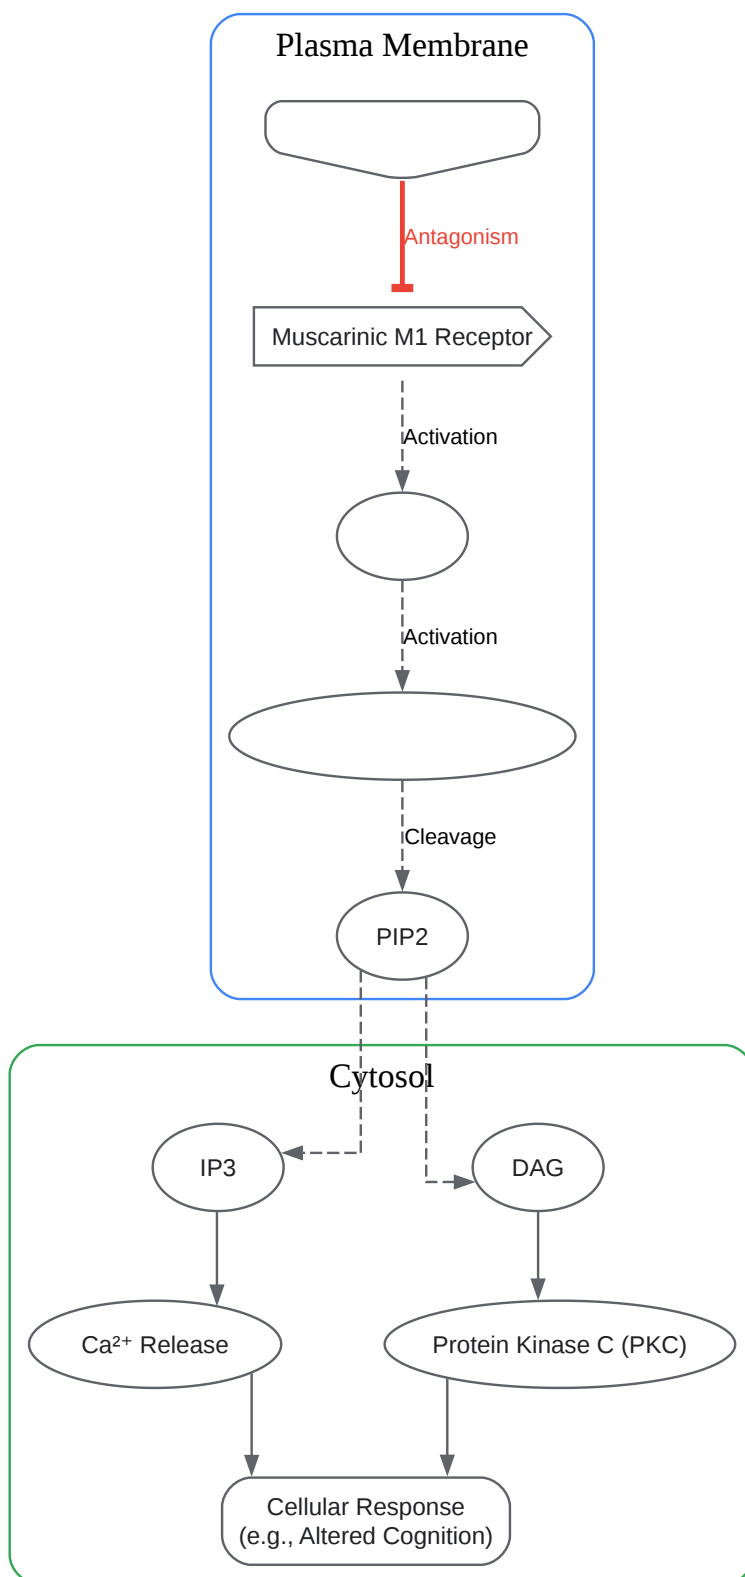 Plasma Membrane
Antagonism
Muscarinic M1 Receptor
Activation
Activation
Cleavage
PIP2
Cytosol
IP3
DAG
Ca²⁺ Release
Protein Kinase C (PKC)
Cellular Response
(e.g., Altered Cognition)